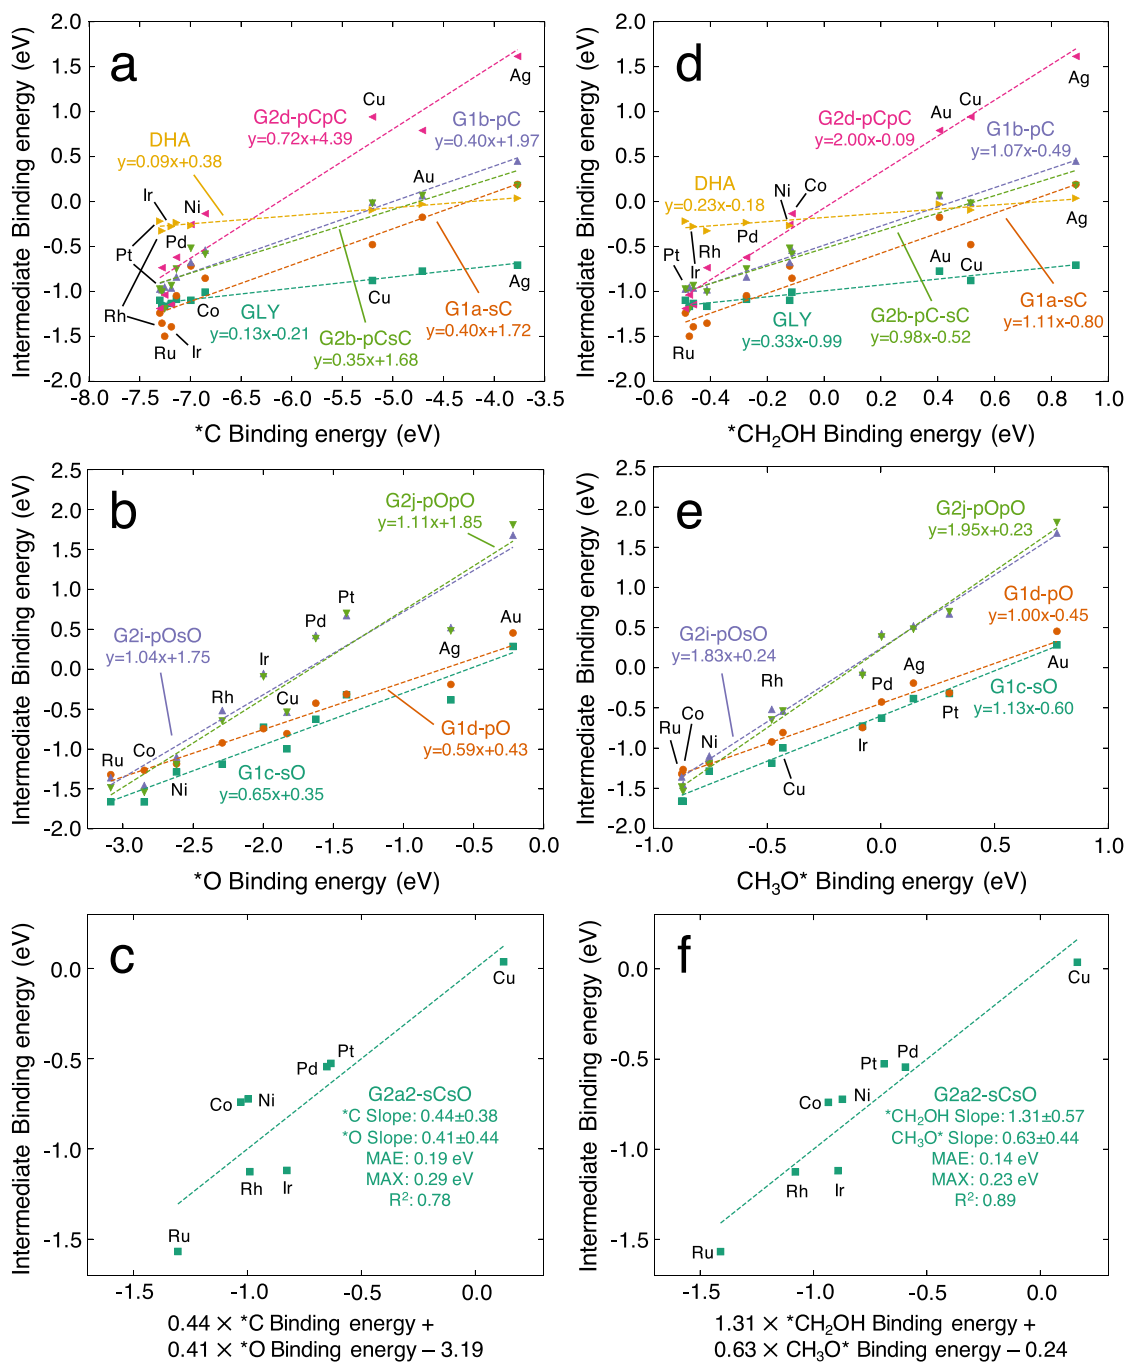 a
Intermediate Binding energy (eV)
2.0
1.5
1.0
0.5
0.0
-0.5
-1.0
-1.5
-2.0
-8.0 -7.5 -7.0 -6.5 -6.0 -5.5 -5.0 -4.5 -4.0 -3.5
*C Binding energy (eV)
G2d-pCpC
y=0.72x+4.39
Cu
Ag
G1b-pC
y=0.40x+1.97
DHA
y=0.09x+0.38
Ir
Ni
Au
Pt
Pd
Rh
Ru
Ir
Co
GLY
y=0.13x-0.21
G2b-pCsC
y=0.35x+1.68
Cu
G1a-sC
y=0.40x+1.72
d
Intermediate Binding energy (eV)
2.0
1.5
1.0
0.5
0.0
-0.5
-1.0
-1.5
-2.0
-0.6 -0.4 -0.2 0.0 0.2 0.4 0.6 0.8 1.0
*CH2OH Binding energy (eV)
G2d-pCpC
y=2.00x-0.09
Au
Cu
Ag
G1b-pC
y=1.07x-0.49
DHA
y=0.23x-0.18
Ni
Co
Pt
Ir
Rh
Pd
Ag
Au
Cu
Ru
GLY
y=0.33x-0.99
G2b-pC-sC
y=0.98x-0.52
G1a-sC
y=1.11x-0.80
b
Intermediate Binding energy (eV)
2.5
2.0
1.5
1.0
0.5
0.0
-0.5
-1.0
-1.5
-2.0
-3.0 -2.5 -2.0 -1.5 -1.0 -0.5 0.0
*O Binding energy (eV)
G2j-pOpO
y=1.11x+1.85
G2i-pOsO
y=1.04x+1.75
Pt
Pd
Ir
Au
Ag
Rh
Cu
Co
Ru
Ni
G1d-pO
y=0.59x+0.43
G1c-sO
y=0.65x+0.35
e
Intermediate Binding energy (eV)
2.5
2.0
1.5
1.0
0.5
0.0
-0.5
-1.0
-1.5
-2.0
-1.0 -0.5 0.0 0.5 1.0
CH3O* Binding energy (eV)
G2j-pOpO
y=1.95x+0.23
G1d-pO
y=1.00x-0.45
G2i-pOsO
y=1.83x+0.24
Rh
Ag
Pd
Au
G1c-sO
y=1.13x-0.60
Pt
Ru
Co
Ni
Ir
Cu
c
Intermediate Binding energy (eV)
0.0
-0.5
-1.0
-1.5
-1.5 -1.0 -0.5 0.0
0.44 × *C Binding energy +
0.41 × *O Binding energy – 3.19
Cu
Pt
Pd
Co
Ni
Rh
Ir
Ru
G2a2-sCsO
*C Slope: 0.44±0.38
*O Slope: 0.41±0.44
MAE: 0.19 eV
MAX: 0.29 eV
R²: 0.78
f
Intermediate Binding energy (eV)
0.0
-0.5
-1.0
-1.5
-1.5 -1.0 -0.5 0.0
1.31 × *CH2OH Binding energy +
0.63 × CH3O* Binding energy – 0.24
Cu
Pt
Pd
Co
Ni
Rh
Ir
Ru
G2a2-sCsO
*CH2OH Slope: 1.31±0.57
CH3O* Slope: 0.63±0.44
MAE: 0.14 eV
MAX: 0.23 eV
R²: 0.89